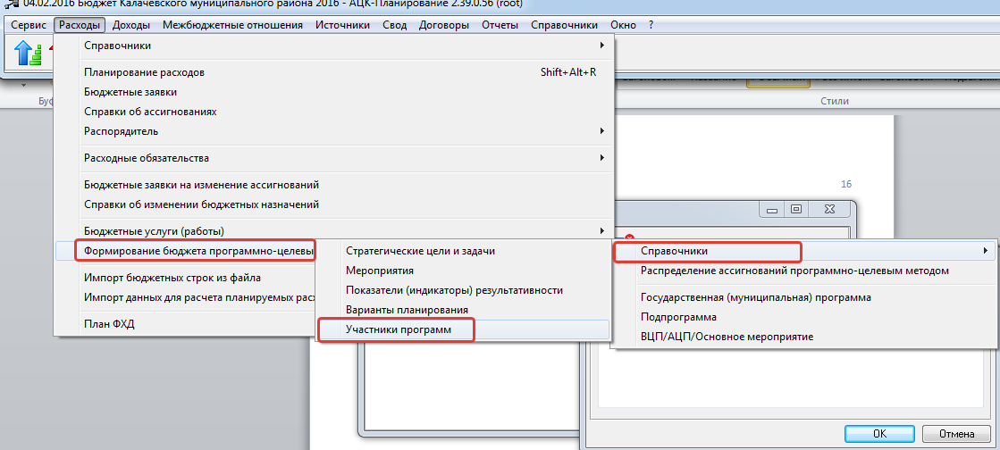 04.02.2016 Бюджет Калачевского муниципального района 2016 - АЦК-Планирование 2.39.0.56 (root)
Сервис Расходы Доходы Межбюджетные отношения Источники Свод Договоры Отчеты Справочники Окно ?
Справочники
Планирование расходов Shift+Alt+R
Бюджетные заявки
Справки об ассигнованиях
Распорядитель
Расходные обязательства
Бюджетные заявки на изменение ассигнований
Справки об изменении бюджетных назначений
Бюджетные услуги (работы)
Формирование бюджета программно-целевы
Импорт бюджетных строк из файла
Импорт данных для расчета планируемых рас
План ФХД
Стратегические цели и задачи
Мероприятия
Показатели (индикаторы) результативности
Варианты планирования
Участники программ
Справочники
Распределение ассигнований программно-целевым методом
Государственная (муниципальная) программа
Подпрограмма
ВЦП/АЦП/Основное мероприятие
Буф
Стили
16
OK
Отмена